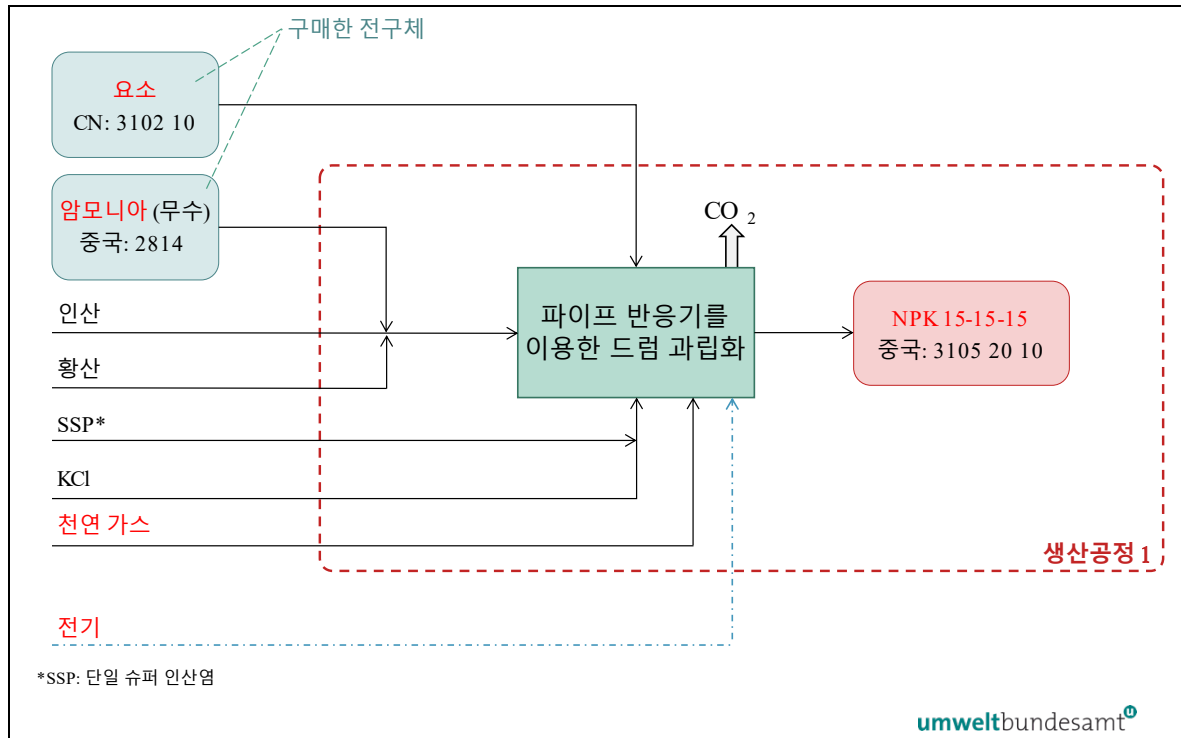 구매한 전구체
요소
CN: 3102 10
암모니아 (무수)
중국: 2814
CO 2
인산
파이프 반응기를
이용한 드럼 과립화
NPK 15-15-15
중국: 3105 20 10
황산
SSP*
KCl
천연 가스
생산공정 1
전기
*SSP: 단일 슈퍼 인산염
umweltbundesamt